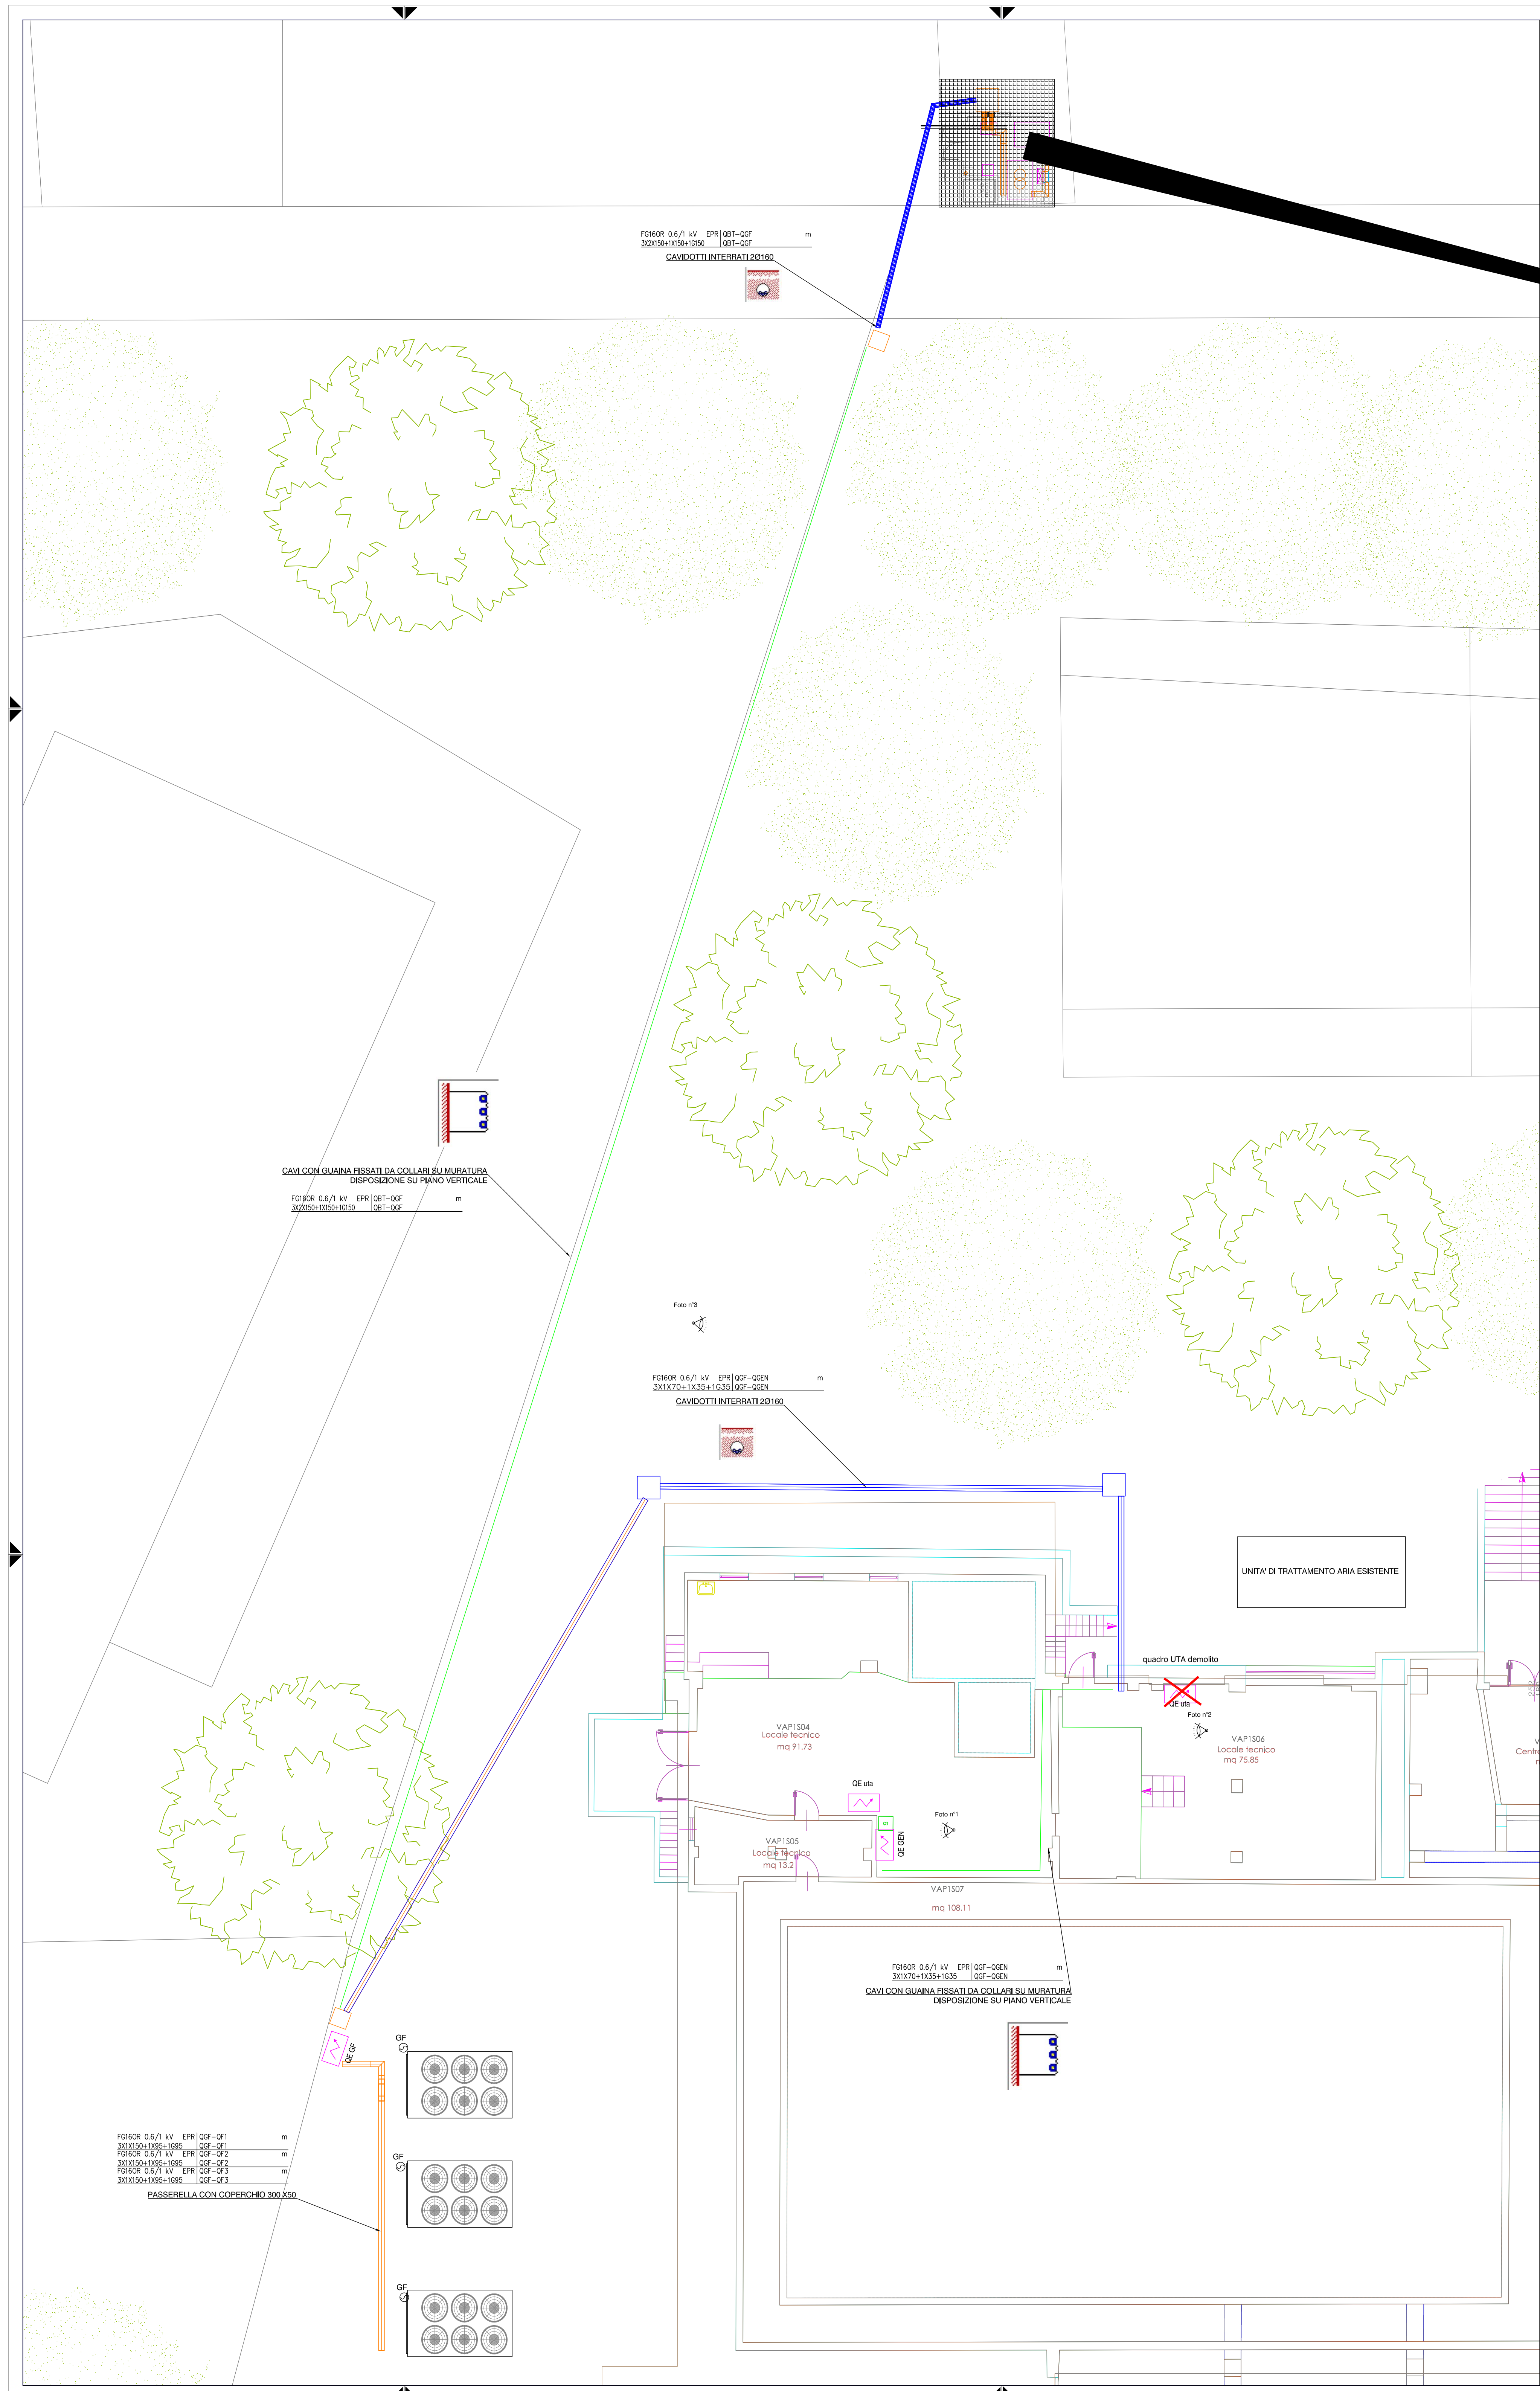 FG16OR 0.6/1 kV EPR QBT-QGF m
3X2X150+1X150+1G150 QBT-QGF
CAVIDOTTI INTERRATI 2Ø160
CAVI CON GUAINA FISSATI DA COLLARI SU MURATURA
DISPOSIZIONE SU PIANO VERTICALE
FG16OR 0.6/1 kV EPR QBT-QGF m
3X2X150+1X150+1G150 QBT-QGF
Foto n°3
FG16OR 0.6/1 kV EPR QGF-QGEN m
3X1X70+1X35+1G35 QGF-QGEN
CAVIDOTTI INTERRATI 2Ø160
UNITA' DI TRATTAMENTO ARIA ESISTENTE
quadro UTA demolito
QE uta
Foto n°2
VAP1S04
Locale tecnico
mq 91.73
VAP1S06
Locale tecnico
mq 75.85
Centr
QE uta
Foto n°1
QE GEN
VAP1S05
Locale tecnico
mq 13.2
VAP1S07
mq 108.11
FG16OR 0.6/1 kV EPR QGF-QGEN m
3X1X70+1X35+1G35 QGF-QGEN
CAVI CON GUAINA FISSATI DA COLLARI SU MURATURA
DISPOSIZIONE SU PIANO VERTICALE
QE GF
GF
GF
GF
FG16OR 0.6/1 kV EPR QGF-QF1 m
3X1X150+1X95+1G95 QGF-QF1
FG16OR 0.6/1 kV EPR QGF-QF2 m
3X1X150+1X95+1G95 QGF-QF2
FG16OR 0.6/1 kV EPR QGF-QF3 m
3X1X150+1X95+1G95 QGF-QF3
PASSERELLA CON COPERCHIO 300 X50